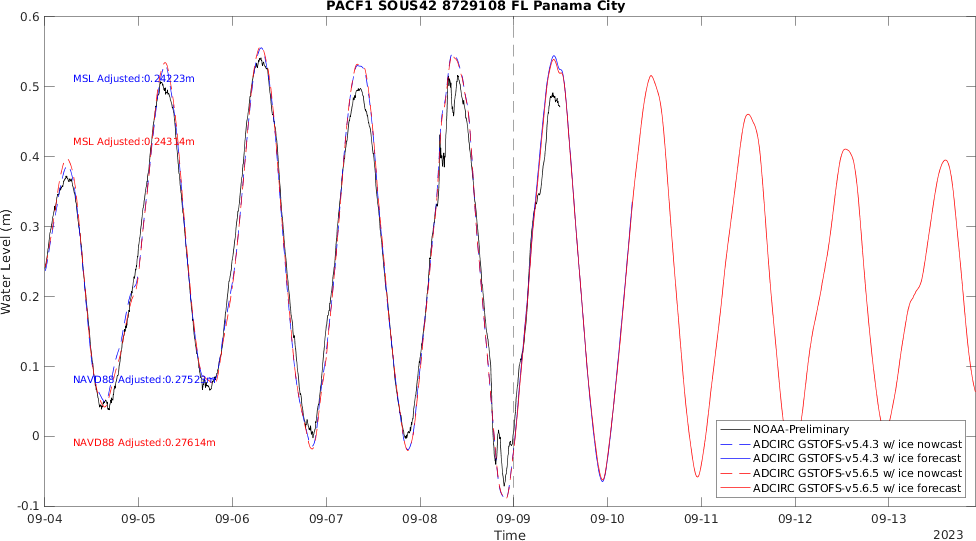 PACF1 SOUS42 8729108 FL Panama City
0.6
0.5
0.4
0.3
0.2
0.1
0
-0.1
Water Level (m)
MSL Adjusted:0.24223m
MSL Adjusted:0.24314m
NAVD88 Adjusted:0.27523m
NAVD88 Adjusted:0.27614m
NOAA-Preliminary
ADCIRC GSTOFS-v5.4.3 w/ ice nowcast
ADCIRC GSTOFS-v5.4.3 w/ ice forecast
ADCIRC GSTOFS-v5.6.5 w/ ice nowcast
ADCIRC GSTOFS-v5.6.5 w/ ice forecast
09-04 09-05 09-06 09-07 09-08 09-09 09-10 09-11 09-12 09-13
Time
2023